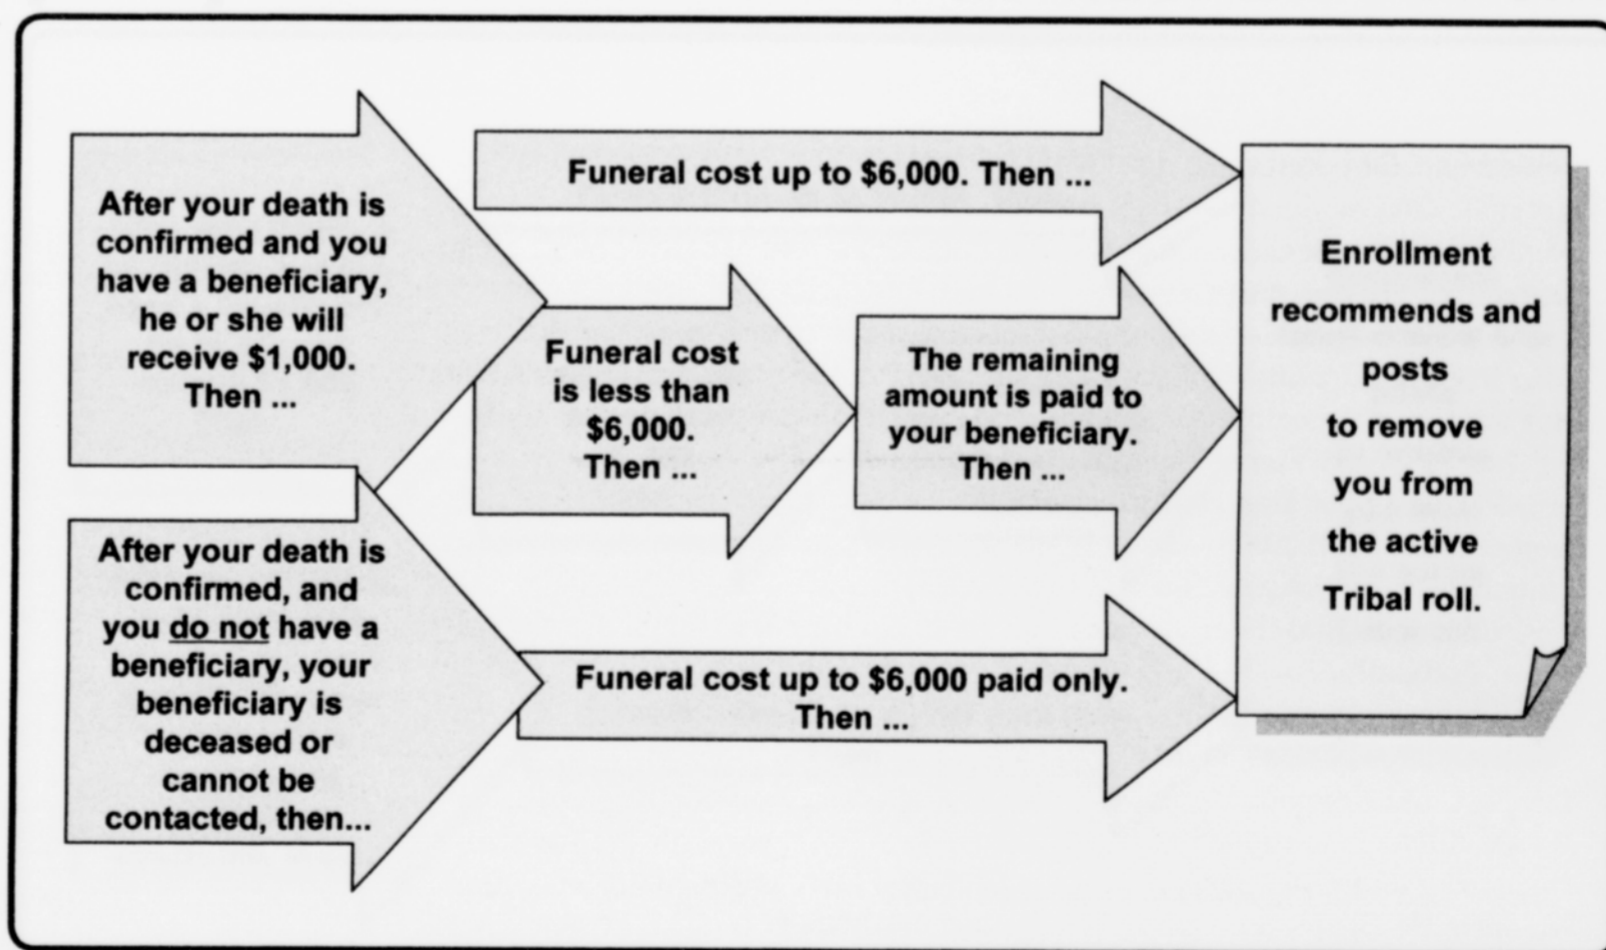 After your death is
confirmed and you
have a beneficiary,
he or she will
receive $1,000.
Then ...
Funeral cost up to $6,000. Then ...
Funeral cost
is less than
$6,000.
Then ...
The remaining
amount is paid to
your beneficiary.
Then ...
After your death is
confirmed, and
you do not have a
beneficiary, your
beneficiary is
deceased or
cannot be
contacted, then...
Funeral cost up to $6,000 paid only.
Then ...
Enrollment
recommends and
posts
to remove
you from
the active
Tribal roll.